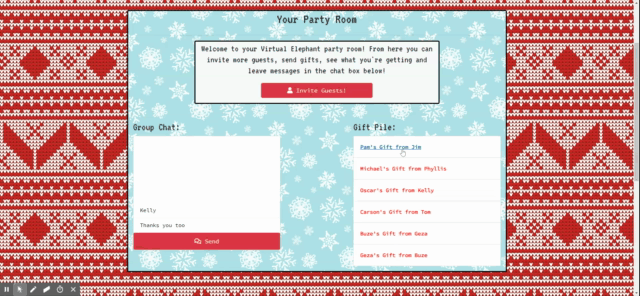 Your Party Room
Welcome to your Virtual Elephant party room! From here you can
invite more guests, send gifts, see what you're getting and
leave messages in the chat box below!
Invite Guests!
Group Chat:
Kelly
Thanks you too
Send
Gift Pile:
Pam's Gift from Jim
Michael's Gift from Phyllis
Oscar's Gift from Kelly
Carson's Gift from Tom
Buze's Gift from Geza
Geza's Gift from Buze